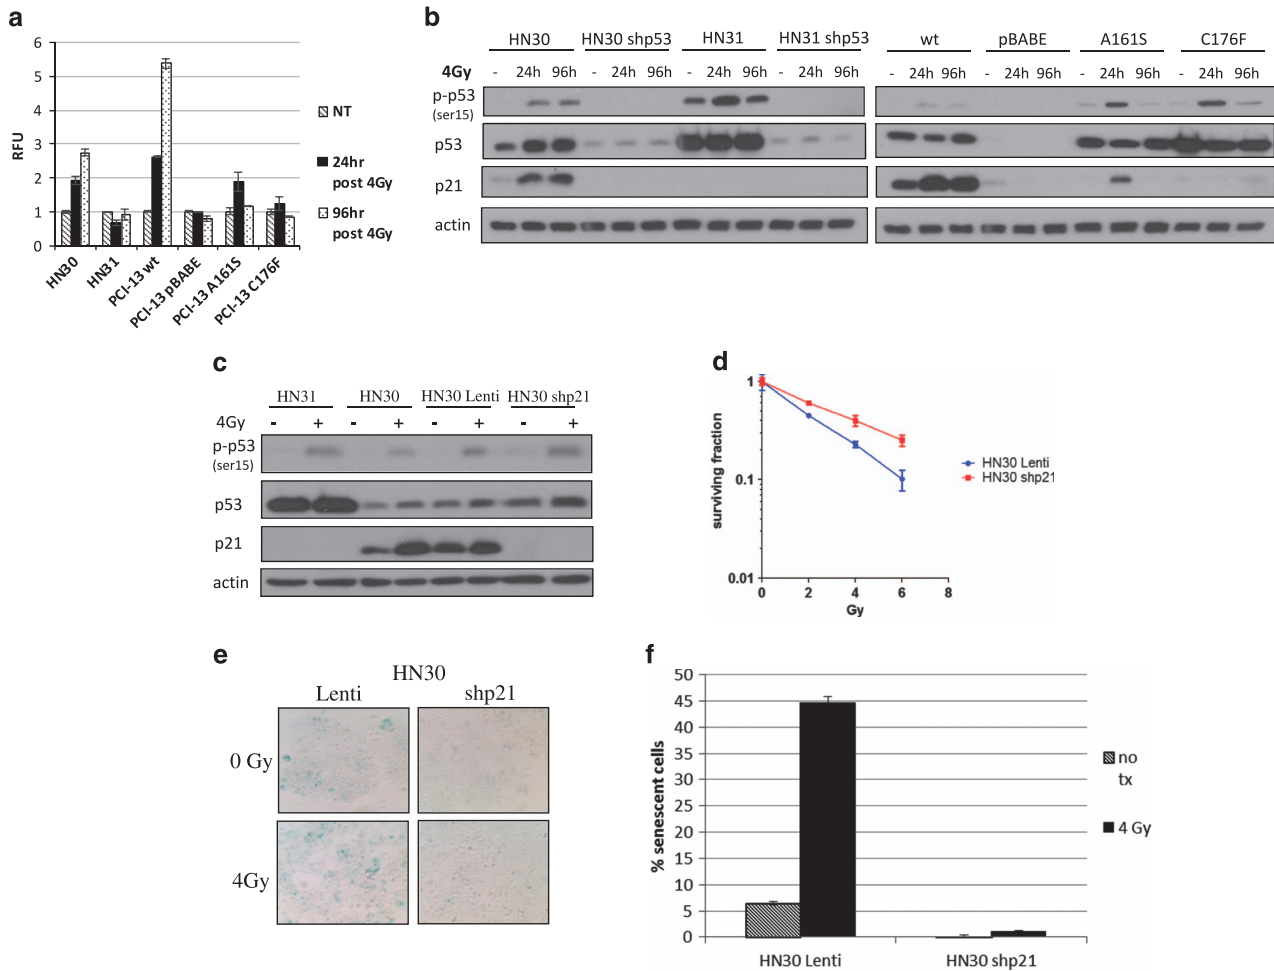 a
6
5
4
3
2
1
0
RFU
NT
24hr
post 4Gy
96hr
post 4Gy
HN30
HN31
PCI-13 wt
PCI-13 pBABE
PCI-13 A161S
PCI-13 C176F
b
HN30 HN30 shp53 HN31 HN31 shp53 wt pBABE A161S C176F
4Gy - 24h 96h - 24h 96h - 24h 96h - 24h 96h - 24h 96h - 24h 96h - 24h 96h - 24h 96h
p-p53
(ser15)
p53
p21
actin
c
HN31 HN30 HN30 Lenti HN30 shp21
4Gy - + - + - + - +
p-p53
(ser15)
p53
p21
actin
d
1
0.1
0.01
surviving fraction
0 2 4 6 8
Gy
HN30 Lenti
HN30 shp21
e
HN30
Lenti shp21
0 Gy
4Gy
f
50
45
40
35
30
25
20
15
10
5
0
% senescent cells
HN30 Lenti HN30 shp21
no
tx
4 Gy